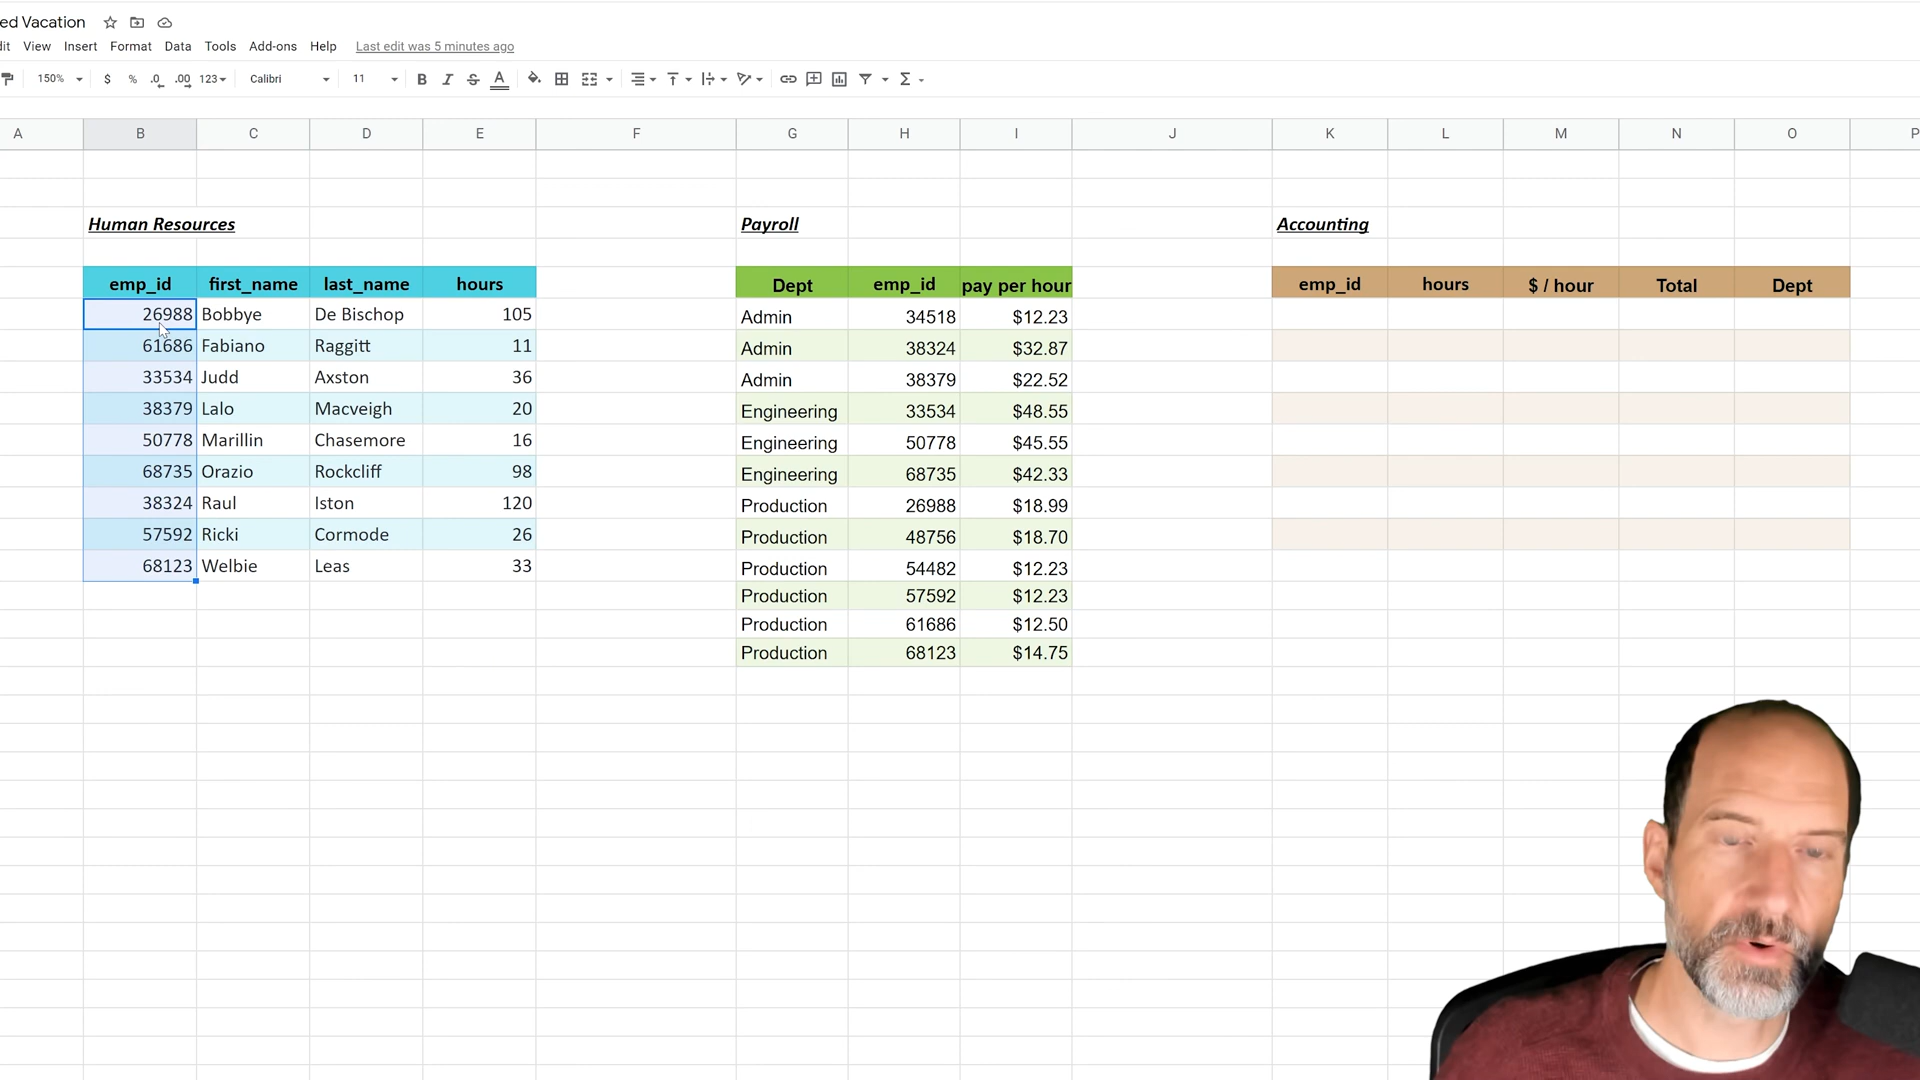 ed Vacation
dit View Insert Format Data Tools Add-ons Help Last edit was 5 minutes ago
150% $ % .0 .00 123 Calibri 11 B I S A Σ
A B C D E F G H I J K L M N O P
Human Resources Payroll Accounting
emp_id first_name last_name hours Dept emp_id pay per hour emp_id hours $ / hour Total Dept
26988 Bobbye De Bischop 105 Admin 34518 $12.23
61686 Fabiano Raggitt 11 Admin 38324 $32.87
33534 Judd Axston 36 Admin 38379 $22.52
38379 Lalo Macveigh 20 Engineering 33534 $48.55
50778 Marillin Chasemore 16 Engineering 50778 $45.55
68735 Orazio Rockcliff 98 Engineering 68735 $42.33
38324 Raul Iston 120 Production 26988 $18.99
57592 Ricki Cormode 26 Production 48756 $18.70
68123 Welbie Leas 33 Production 54482 $12.23
Production 57592 $12.23
Production 61686 $12.50
Production 68123 $14.75